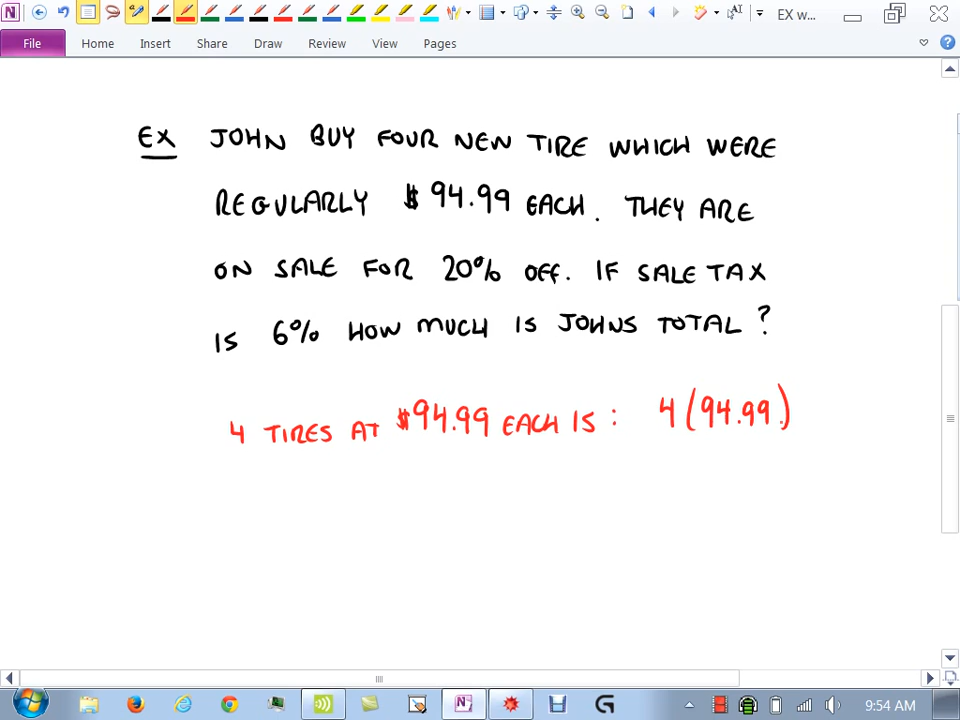 EX w...
File Home Insert Share Draw Review View Pages
EX JOHN BUY FOUR NEW TIRE WHICH WERE
REGULARLY $94.99 EACH. THEY ARE
ON SALE FOR 20% OFF. IF SALE TAX
IS 6% HOW MUCH IS JOHNS TOTAL?
4 TIRES AT $94.99 EACH IS: 4(94.99)
9:54 AM